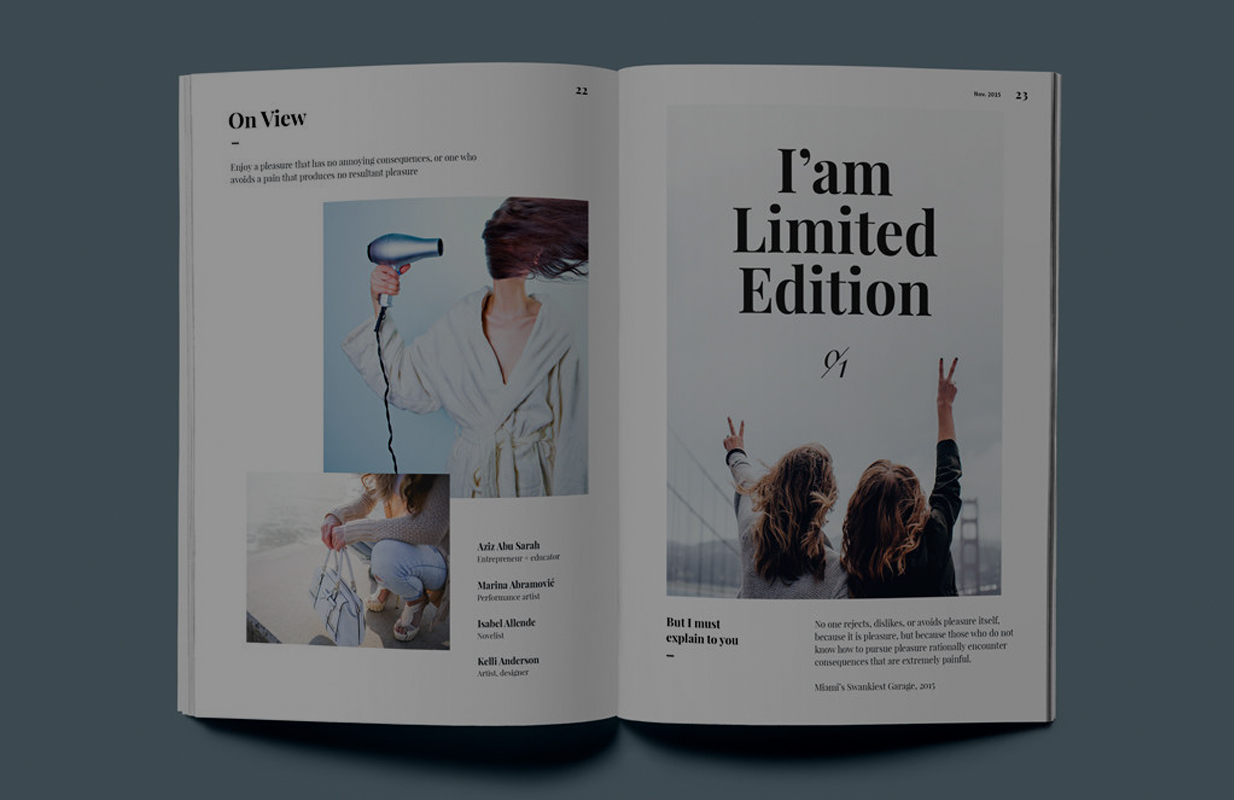 22
On View
–
Enjoy a pleasure that has no annoying consequences, or one who
avoids a pain that produces no resultant pleasure
Aziz Abu Sarah
Entrepreneur + educator
Marina Abramović
Performance artist
Isabel Allende
Novelist
Kelli Anderson
Artist, designer
Nov. 2015 23
I’am
Limited
Edition
0/1
But I must
explain to you
–
No one rejects, dislikes, or avoids pleasure itself,
because it is pleasure, but because those who do not
know how to pursue pleasure rationally encounter
consequences that are extremely painful.
Miami’s Swankiest Garage, 2015